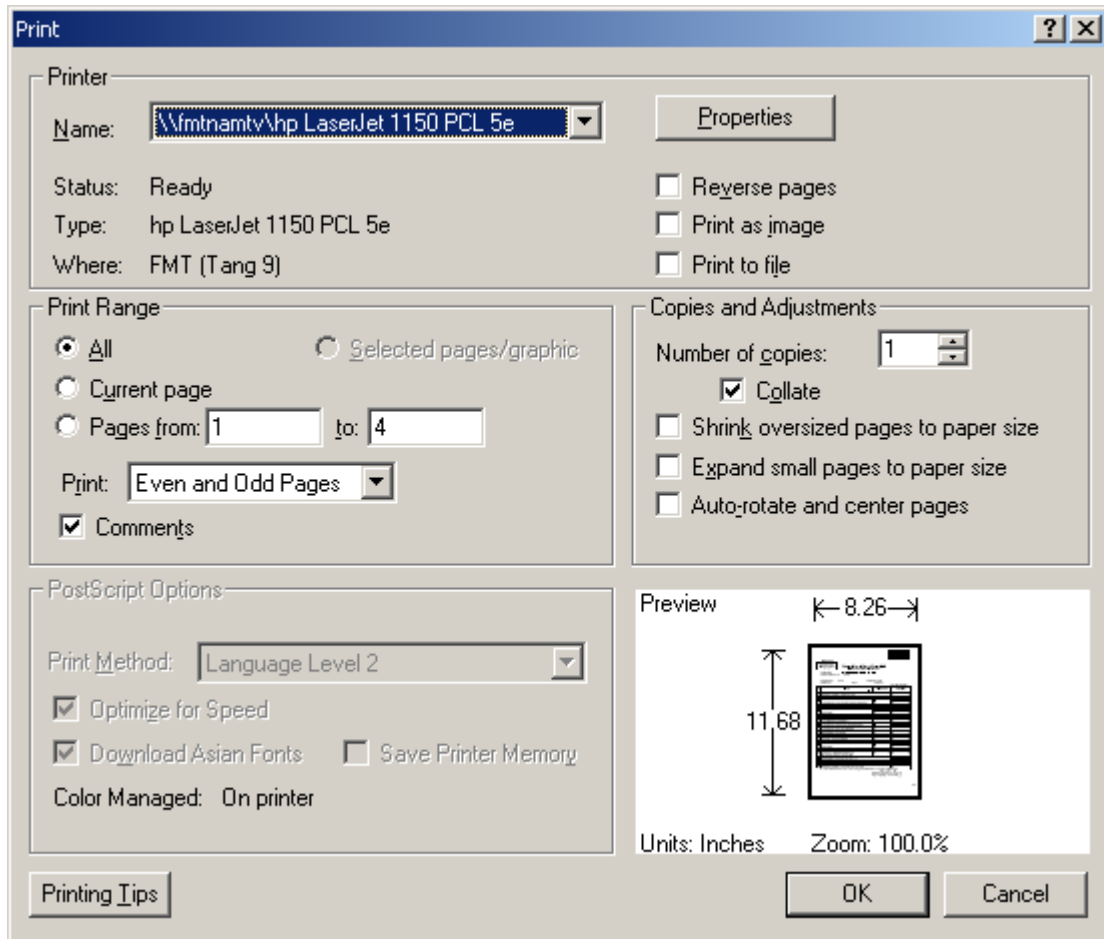 Print
Printer
Name: \\fmtnamtv\hp LaserJet 1150 PCL 5e
Properties
Status: Ready
Reverse pages
Type: hp LaserJet 1150 PCL 5e
Print as image
Where: FMT (Tang 9)
Print to file
Print Range
All
Selected pages/graphic
Current page
Pages from: 1 to: 4
Print: Even and Odd Pages
Comments
Copies and Adjustments
Number of copies: 1
Collate
Shrink oversized pages to paper size
Expand small pages to paper size
Auto-rotate and center pages
PostScript Options
Print Method: Language Level 2
Optimize for Speed
Download Asian Fonts
Save Printer Memory
Color Managed: On printer
Preview
8.26
11.68
Units: Inches Zoom: 100.0%
Printing Tips
OK
Cancel